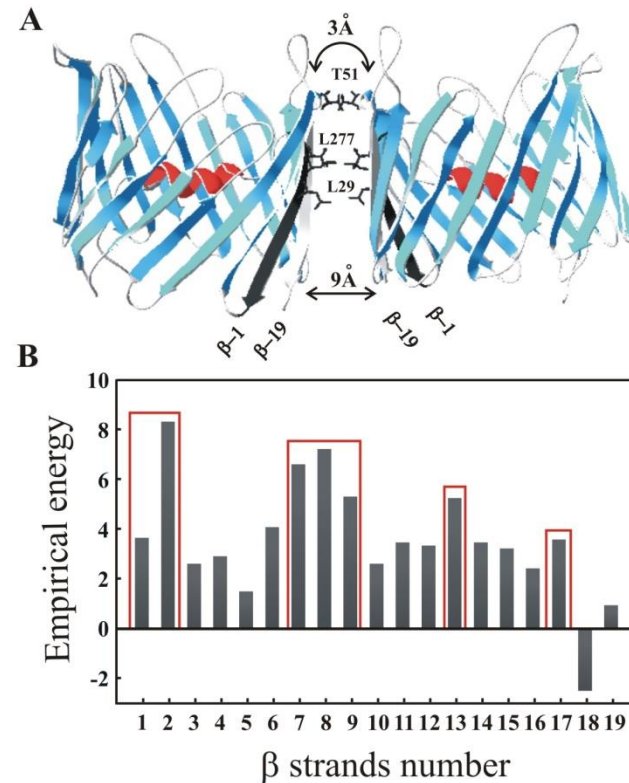 A
3Å
T51
L277
L29
9Å
β-1
β-19
β-19
β-1
B
Empirical energy
10
8
6
4
2
0
-2
1 2 3 4 5 6 7 8 9 10 11 12 13 14 15 16 17 18 19
β strands number